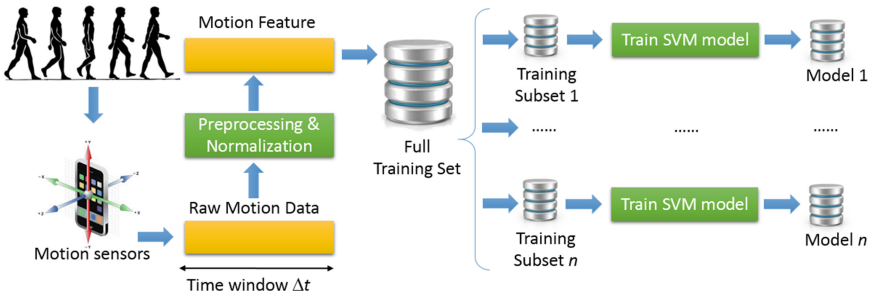 Motion Feature
Preprocessing &
Normalization
Raw Motion Data
Motion sensors
Time window Δt
Full
Training Set
Training
Subset 1
Train SVM model
Model 1
......
......
......
Training
Subset n
Train SVM model
Model n